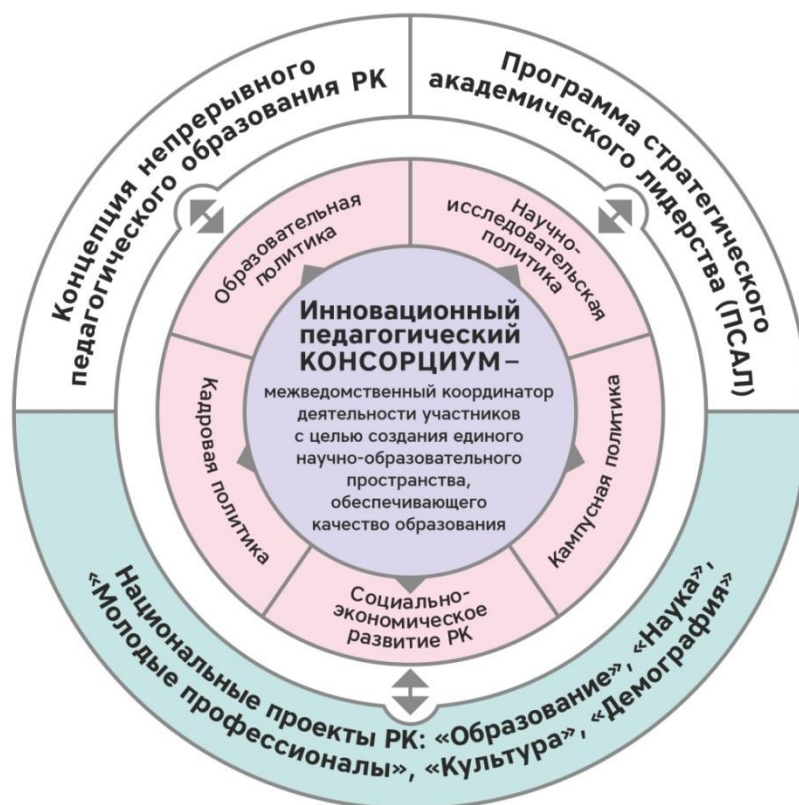 Концепция непрерывного
педагогического образования РК
Программа стратегического
академического лидерства (ПСАЛ)
Образовательная
политика
Научно-
исследовательская
политика
Кадровая политика
Кампусная политика
Социально-
экономическое
развитие РК
Инновационный
педагогический
КОНСОРЦИУМ –
межведомственный координатор
деятельности участников
с целью создания единого
научно-образовательного
пространства,
обеспечивающего
качество образования
Национальные проекты РК: «Образование», «Наука»,
«Молодые профессионалы», «Культура», «Демография»